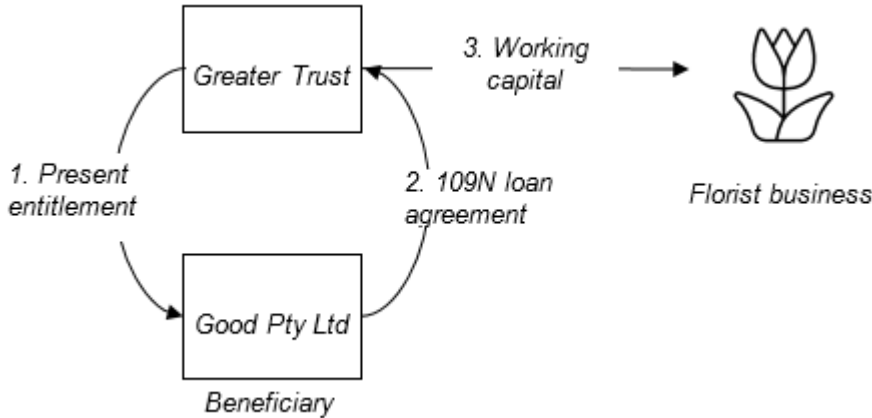 Greater Trust
3. Working
capital
1. Present
entitlement
2. 109N loan
agreement
Florist business
Good Pty Ltd
Beneficiary